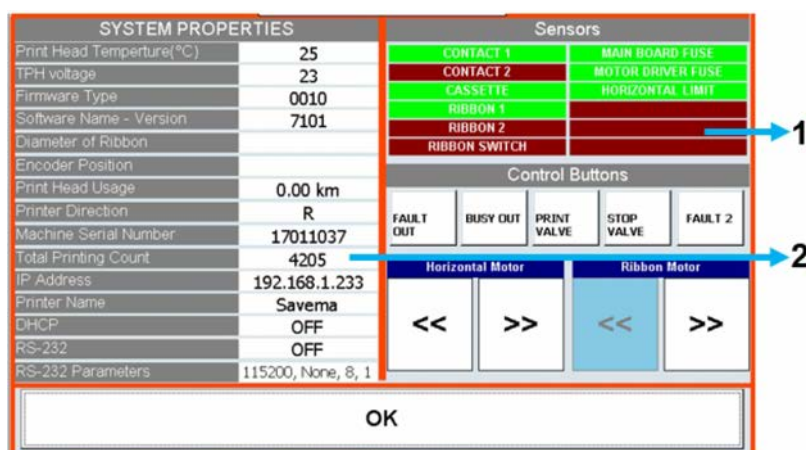 SYSTEM PROPERTIES
Print Head Temperture(°C) 25
TPH voltage 23
Firmware Type 0010
Software Name - Version 7101
Diameter of Ribbon
Encoder Position
Print Head Usage 0.00 km
Printer Direction R
Machine Serial Number 17011037
Total Printing Count 4205
IP Address 192.168.1.233
Printer Name Savema
DHCP OFF
RS-232 OFF
RS-232 Parameters 115200, None, 8, 1
Sensors
CONTACT 1 MAIN BOARD FUSE
CONTACT 2 MOTOR DRIVER FUSE
CASSETTE HORIZONTAL LIMIT
RIBBON 1
RIBBON 2
RIBBON SWITCH
1
Control Buttons
FAULT OUT
BUSY OUT
PRINT VALVE
STOP VALVE
FAULT 2
2
Horizontal Motor Ribbon Motor
<< >> << >>
OK